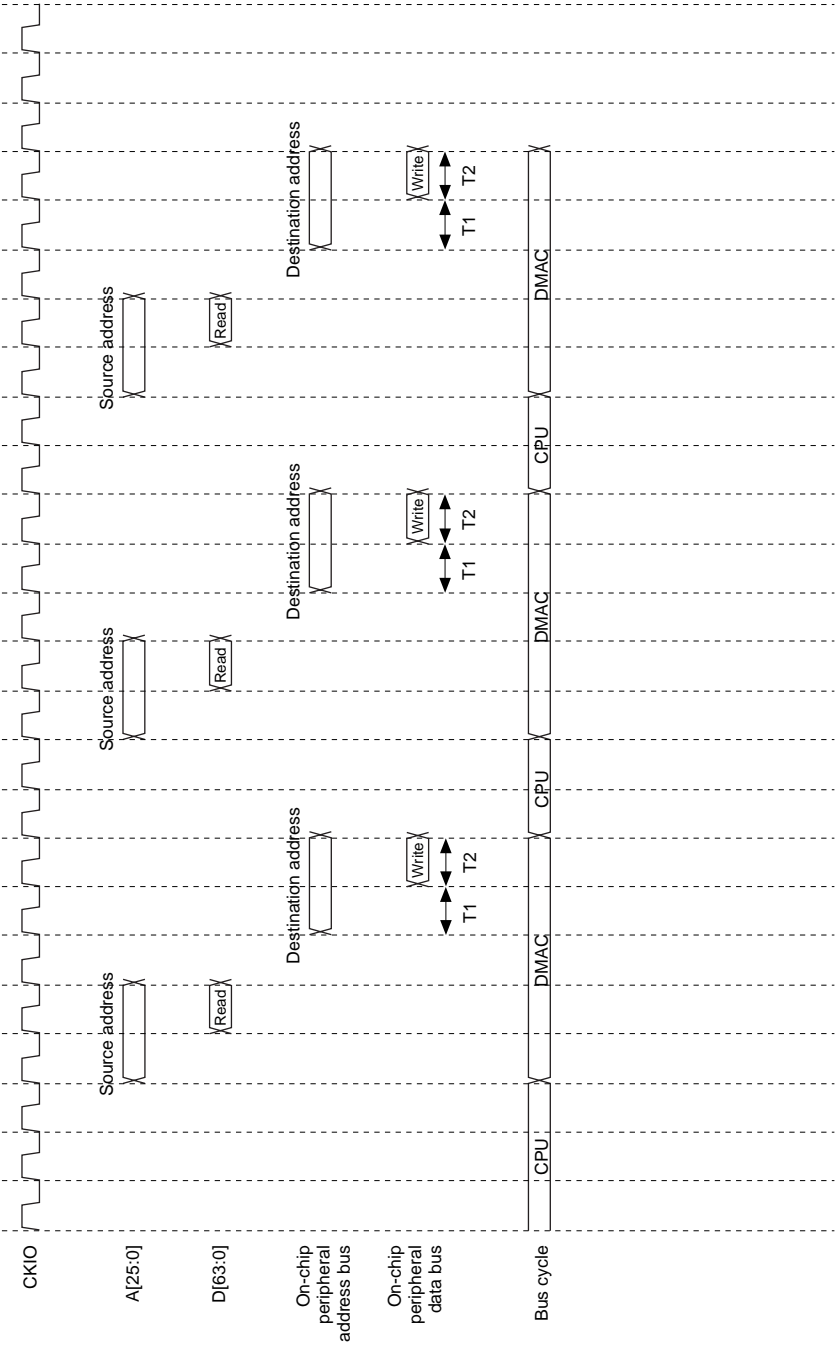 CKIO
A[25:0]
Source address
Source address
Source address
D[63:0]
Read
Read
Read
On-chip
peripheral
address bus
Destination address
Destination address
Destination address
On-chip
peripheral
data bus
Write
Write
Write
T1
T2
T1
T2
T1
T2
Bus cycle
CPU
DMAC
CPU
DMAC
CPU
DMAC